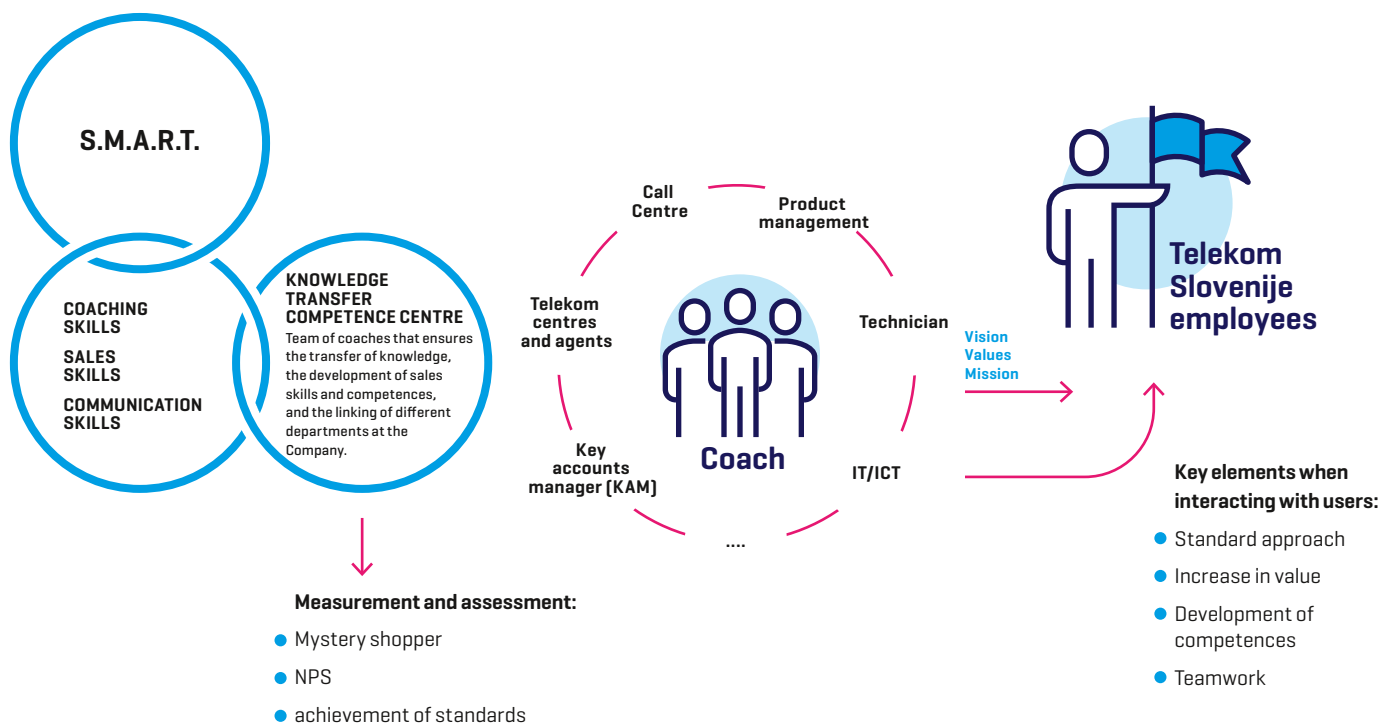 S.M.A.R.T.
COACHING
SKILLS
SALES
SKILLS
COMMUNICATION
SKILLS
KNOWLEDGE
TRANSFER
COMPETENCE CENTRE
Team of coaches that ensures
the transfer of knowledge,
the development of sales
skills and competences,
and the linking of different
departments at the
Company.
Measurement and assessment:
Mystery shopper
NPS
achievement of standards
Call
Centre
Product
management
Telekom
centres
and agents
Technician
Key
accounts
manager (KAM)
Coach
IT/ICT
....
Vision
Values
Mission
Telekom
Slovenije
employees
Key elements when
interacting with users:
Standard approach
Increase in value
Development of
competences
Teamwork